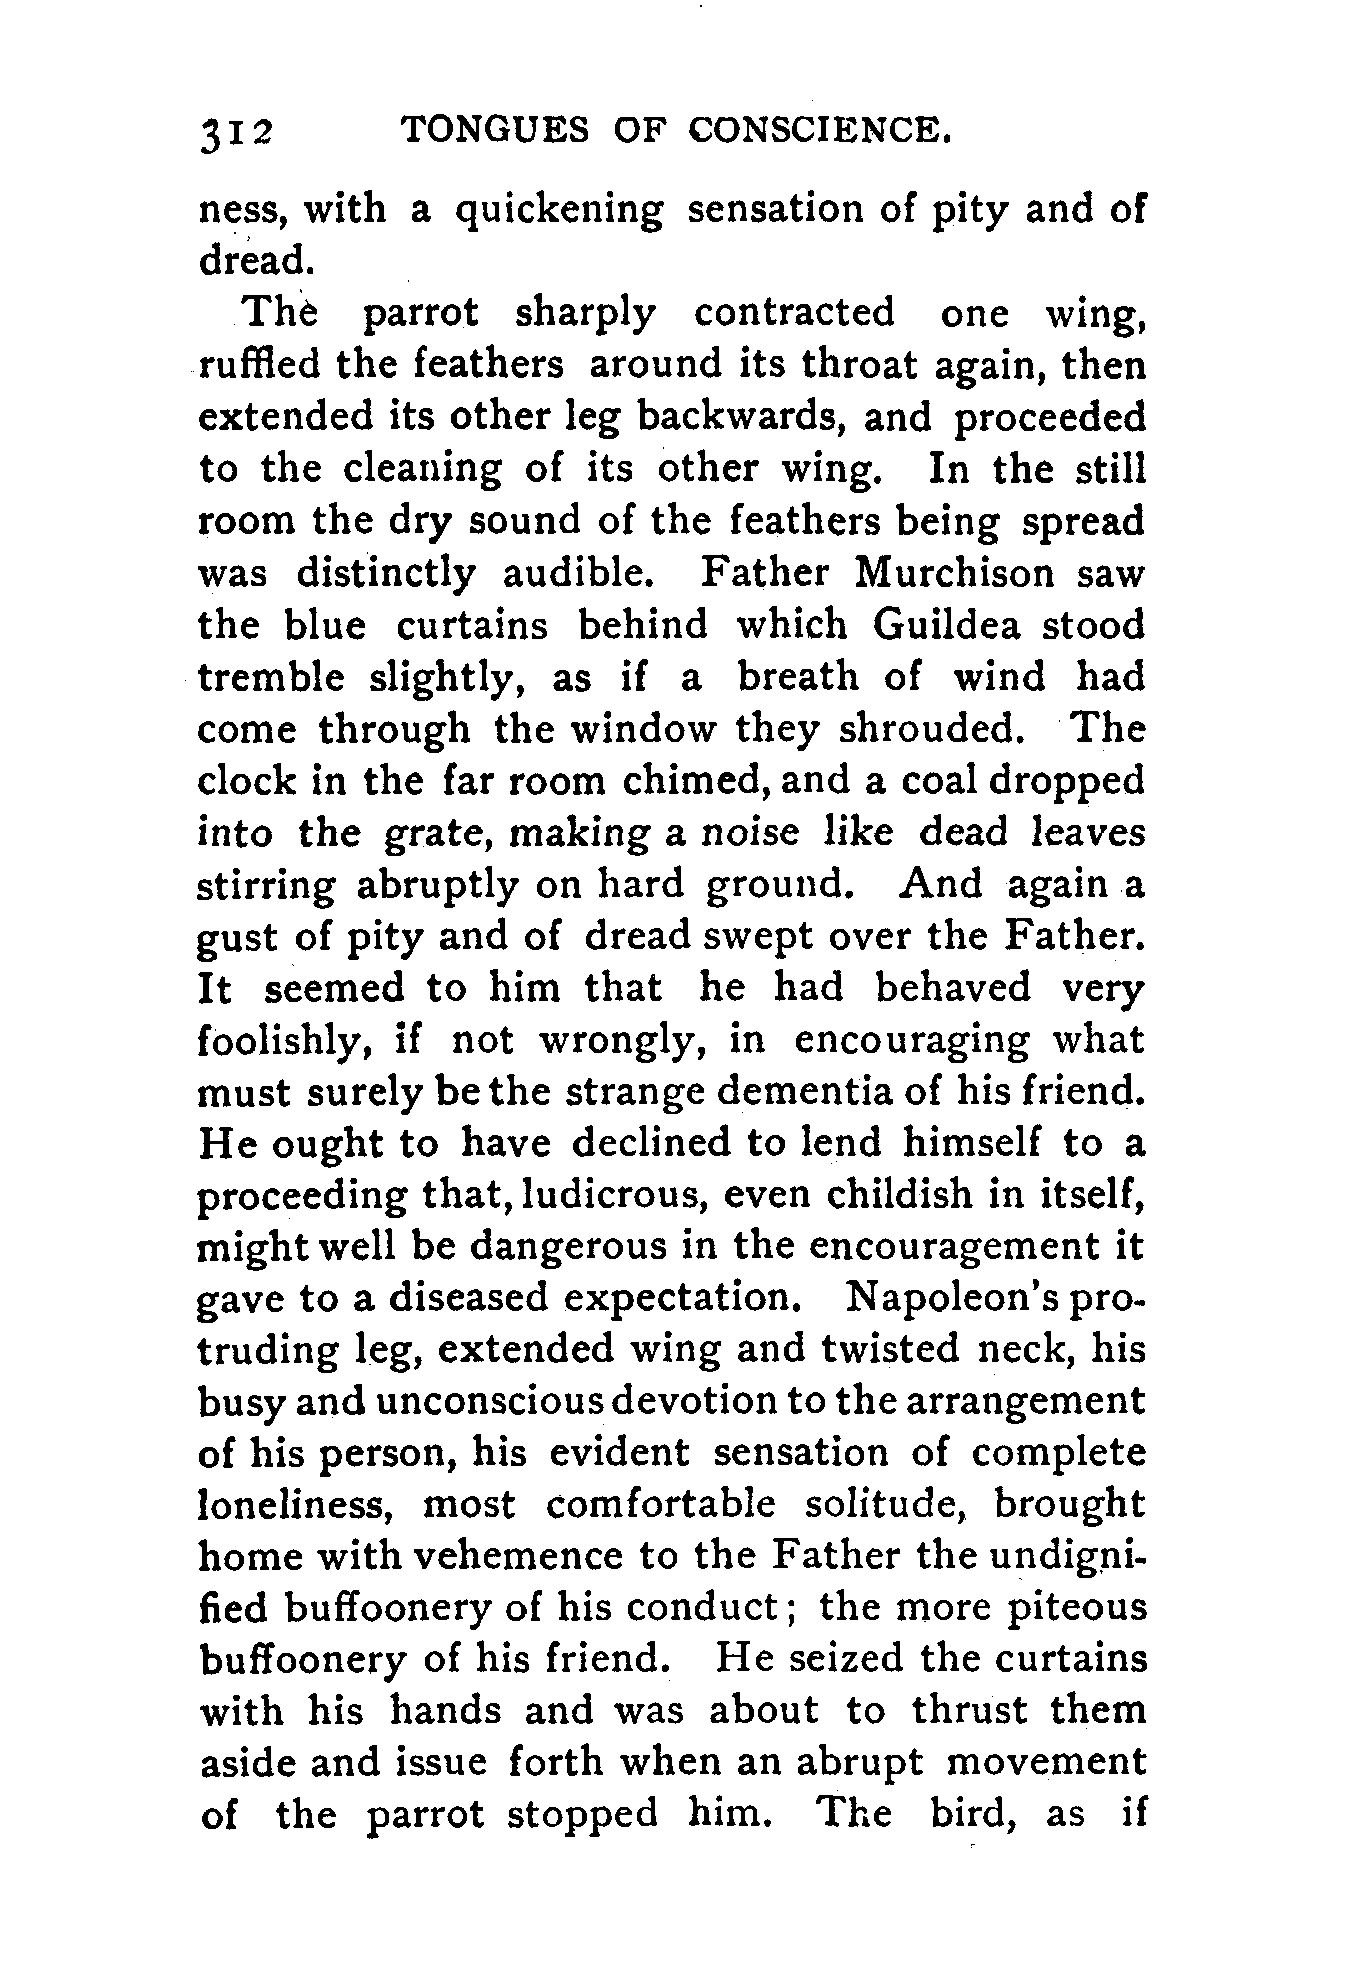 312 TONGUES OF CONSCIENCE.
ness, with a quickening sensation of pity and of
dread.
The parrot sharply contracted one wing,
ruffled the feathers around its throat again, then
extended its other leg backwards, and proceeded
to the cleaning of its other wing. In the still
room the dry sound of the feathers being spread
was distinctly audible. Father Murchison saw
the blue curtains behind which Guildea stood
tremble slightly, as if a breath of wind had
come through the window they shrouded. The
clock in the far room chimed, and a coal dropped
into the grate, making a noise like dead leaves
stirring abruptly on hard ground. And again a
gust of pity and of dread swept over the Father.
It seemed to him that he had behaved very
foolishly, if not wrongly, in encouraging what
must surely be the strange dementia of his friend.
He ought to have declined to lend himself to a
proceeding that, ludicrous, even childish in itself,
might well be dangerous in the encouragement it
gave to a diseased expectation. Napoleon's pro-
truding leg, extended wing and twisted neck, his
busy and unconscious devotion to the arrangement
of his person, his evident sensation of complete
loneliness, most comfortable solitude, brought
home with vehemence to the Father the undigni-
fied buffoonery of his conduct; the more piteous
buffoonery of his friend. He seized the curtains
with his hands and was about to thrust them
aside and issue forth when an abrupt movement
of the parrot stopped him. The bird, as if